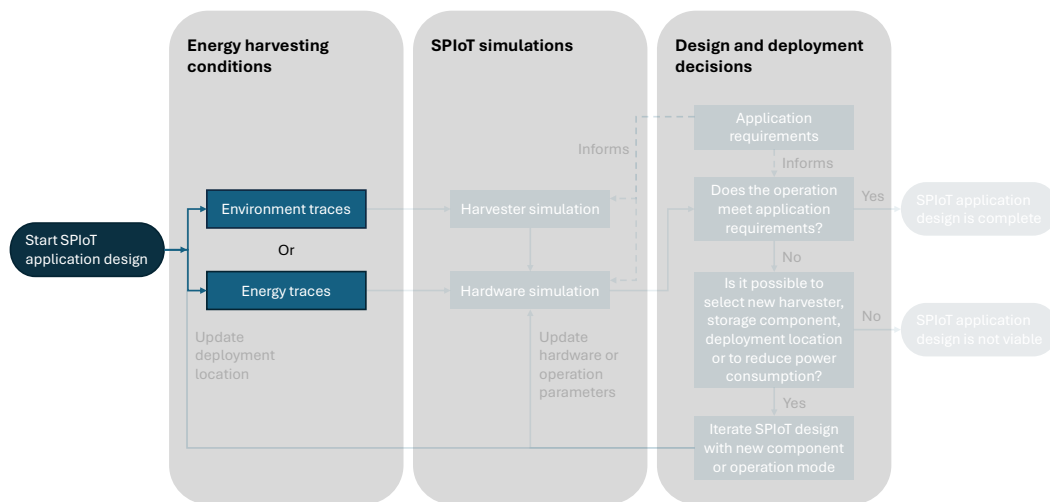 Energy harvesting
conditions
SPIoT simulations
Design and deployment
decisions
Application
requirements
Informs
Informs
Environment traces
Harvester simulation
Does the operation
meet application
requirements?
Yes
SPIoT application
design is complete
Start SPIoT
application design
Or
No
Energy traces
Hardware simulation
Is it possible to
select new harvester,
storage component,
deployment location
or to reduce power
consumption?
No
SPIoT application
design is not viable
Update
deployment
location
Update
hardware or
operation
parameters
Yes
Iterate SPIoT design
with new component
or operation mode